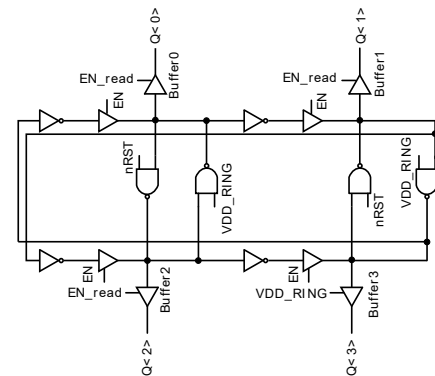 Q<0>
Q<1>
EN_read
Buffer0
EN_read
Buffer1
EN
EN
nRST
VDD_RING
nRST
VDD_RING
EN
EN
EN_read
Buffer2
VDD_RING
Buffer3
Q<2>
Q<3>